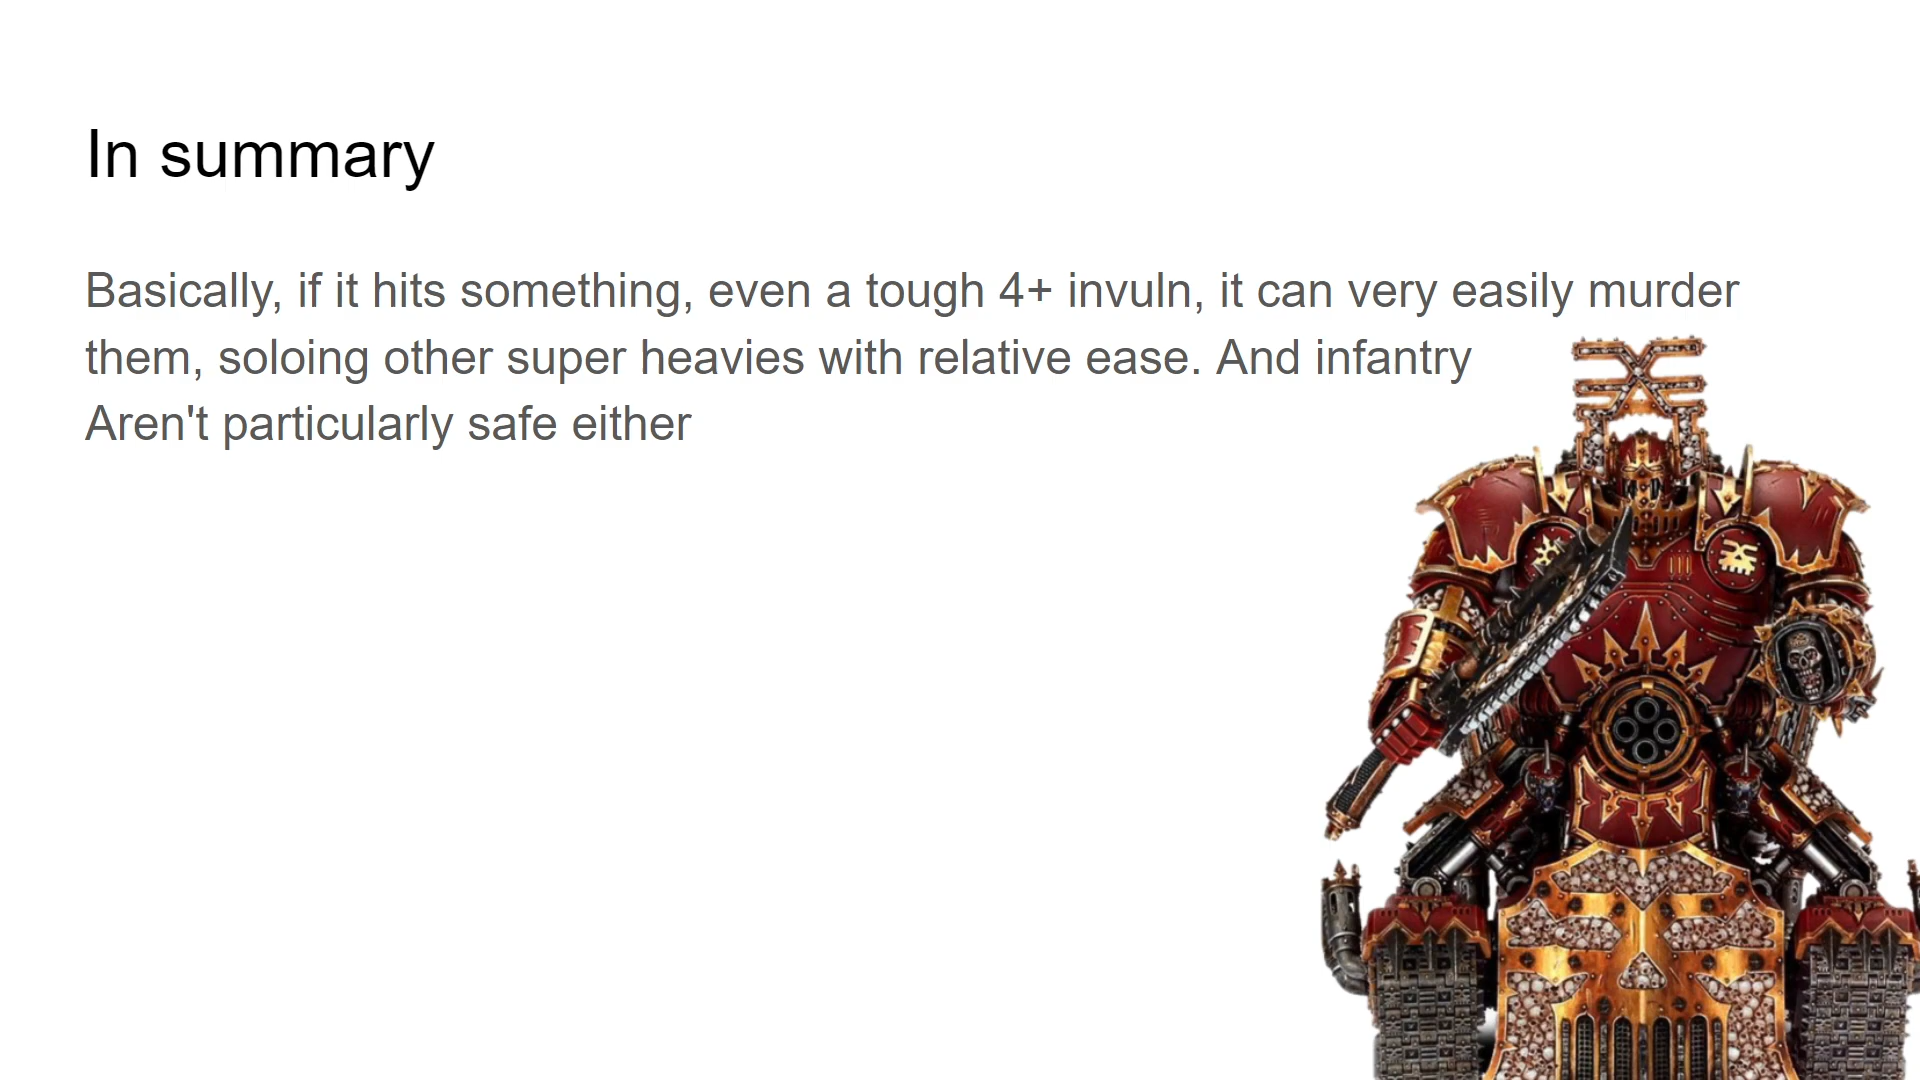 In summary
Basically, if it hits something, even a tough 4+ invuln, it can very easily murder
them, soloing other super heavies with relative ease. And infantry
Aren't particularly safe either